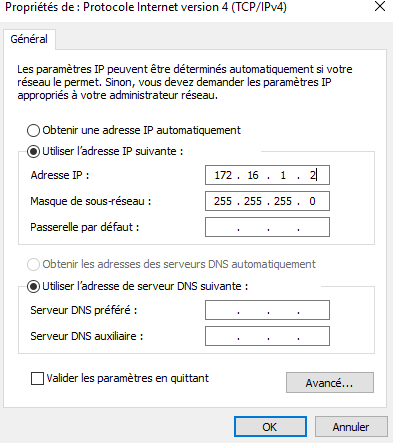 Propriétés de : Protocole Internet version 4 (TCP/IPv4)
Général
Les paramètres IP peuvent être déterminés automatiquement si votre
réseau le permet. Sinon, vous devez demander les paramètres IP
appropriés à votre administrateur réseau.
Obtenir une adresse IP automatiquement
Utiliser l'adresse IP suivante :
Adresse IP : 172 . 16 . 1 . 2
Masque de sous-réseau : 255 . 255 . 255 . 0
Passerelle par défaut : . . .
Obtenir les adresses des serveurs DNS automatiquement
Utiliser l'adresse de serveur DNS suivante :
Serveur DNS préféré : . . .
Serveur DNS auxiliaire : . . .
Valider les paramètres en quittant
Avancé...
OK Annuler